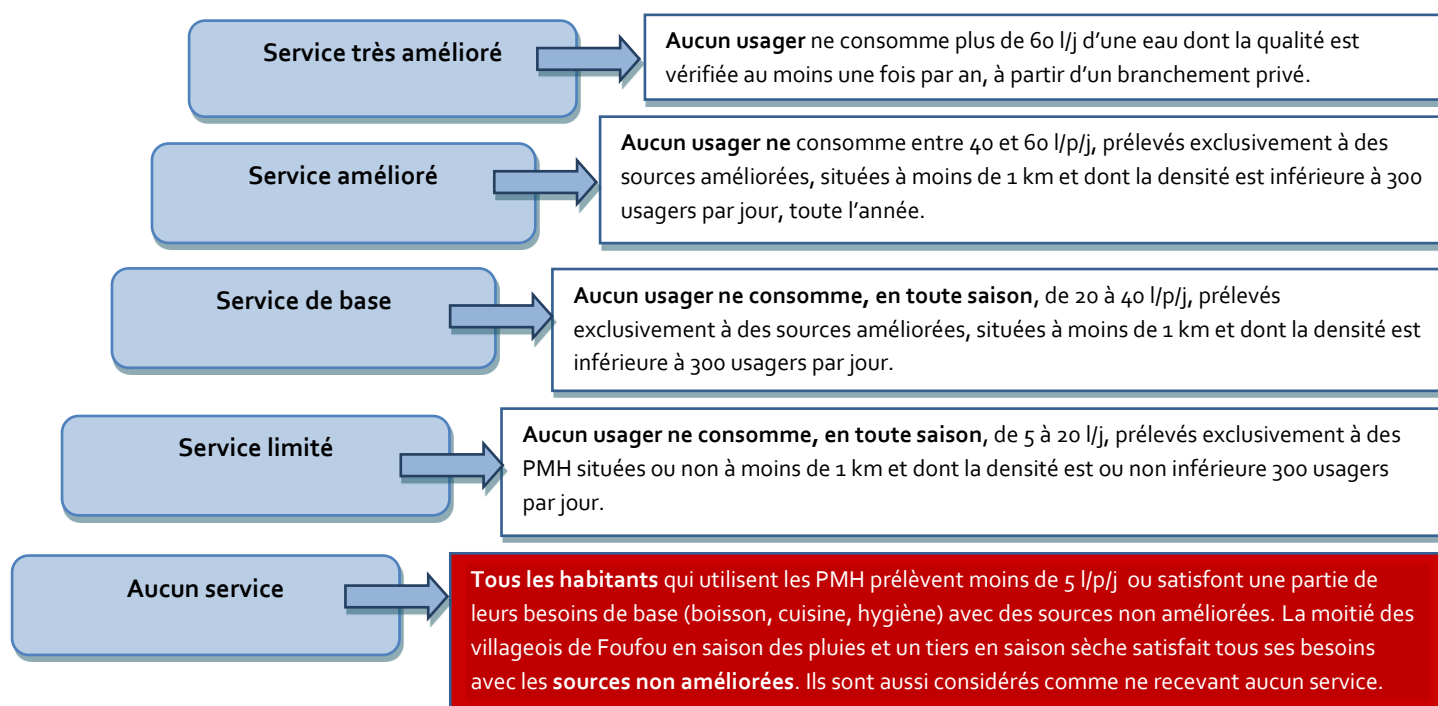 Service très amélioré
Aucun usager ne consomme plus de 60 l/j d’une eau dont la qualité est
vérifiée au moins une fois par an, à partir d’un branchement privé.
Service amélioré
Aucun usager ne consomme entre 40 et 60 l/p/j, prélevés exclusivement à des
sources améliorées, situées à moins de 1 km et dont la densité est inférieure à 300
usagers par jour, toute l’année.
Service de base
Aucun usager ne consomme, en toute saison, de 20 à 40 l/p/j, prélevés
exclusivement à des sources améliorées, situées à moins de 1 km et dont la densité est
inférieure à 300 usagers par jour.
Service limité
Aucun usager ne consomme, en toute saison, de 5 à 20 l/j, prélevés exclusivement à des
PMH situées ou non à moins de 1 km et dont la densité est ou non inférieure 300 usagers
par jour.
Aucun service
Tous les habitants qui utilisent les PMH prélèvent moins de 5 l/p/j ou satisfont une partie de
leurs besoins de base (boisson, cuisine, hygiène) avec des sources non améliorées. La moitié des
villageois de Foufou en saison des pluies et un tiers en saison sèche satisfait tous ses besoins
avec les sources non améliorées. Ils sont aussi considérés comme ne recevant aucun service.